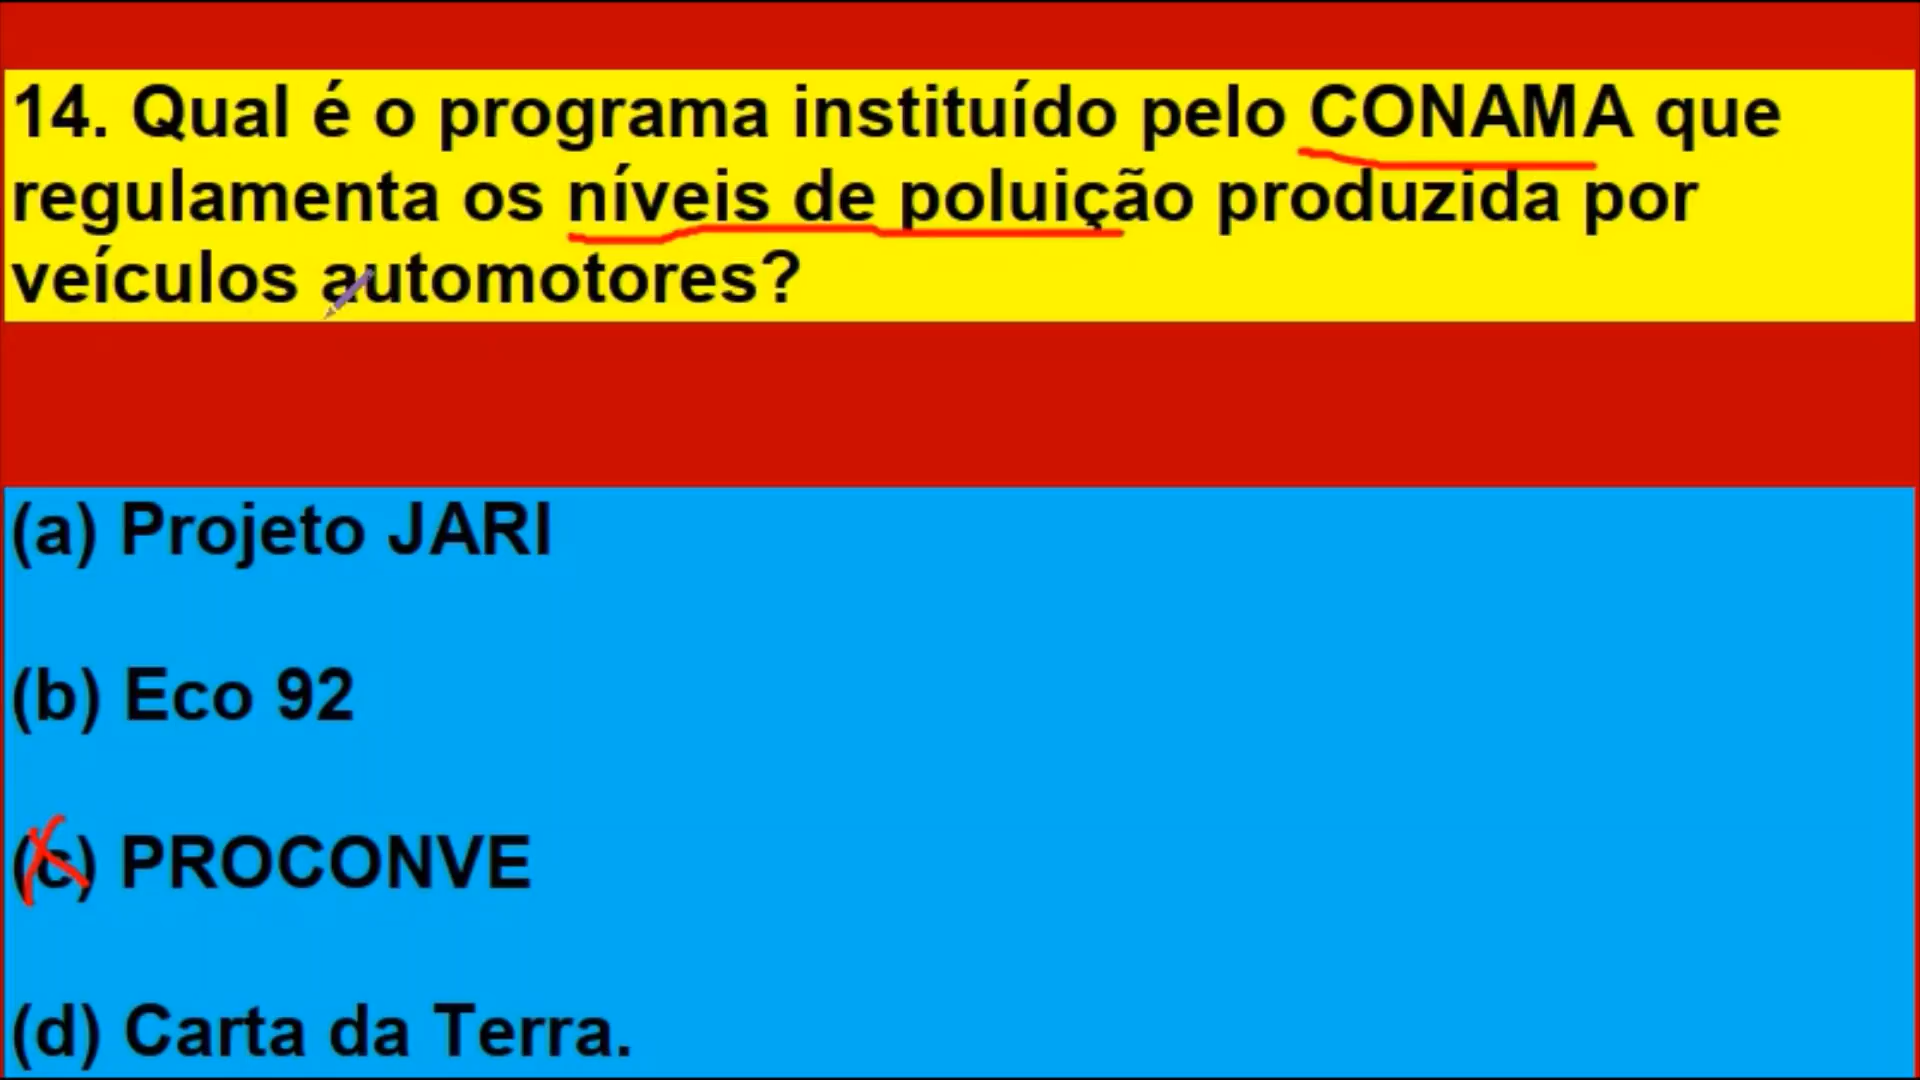 14. Qual é o programa instituído pelo CONAMA que
regulamenta os níveis de poluição produzida por
veículos automotores?
(a) Projeto JARI
(b) Eco 92
(c) PROCONVE
(d) Carta da Terra.